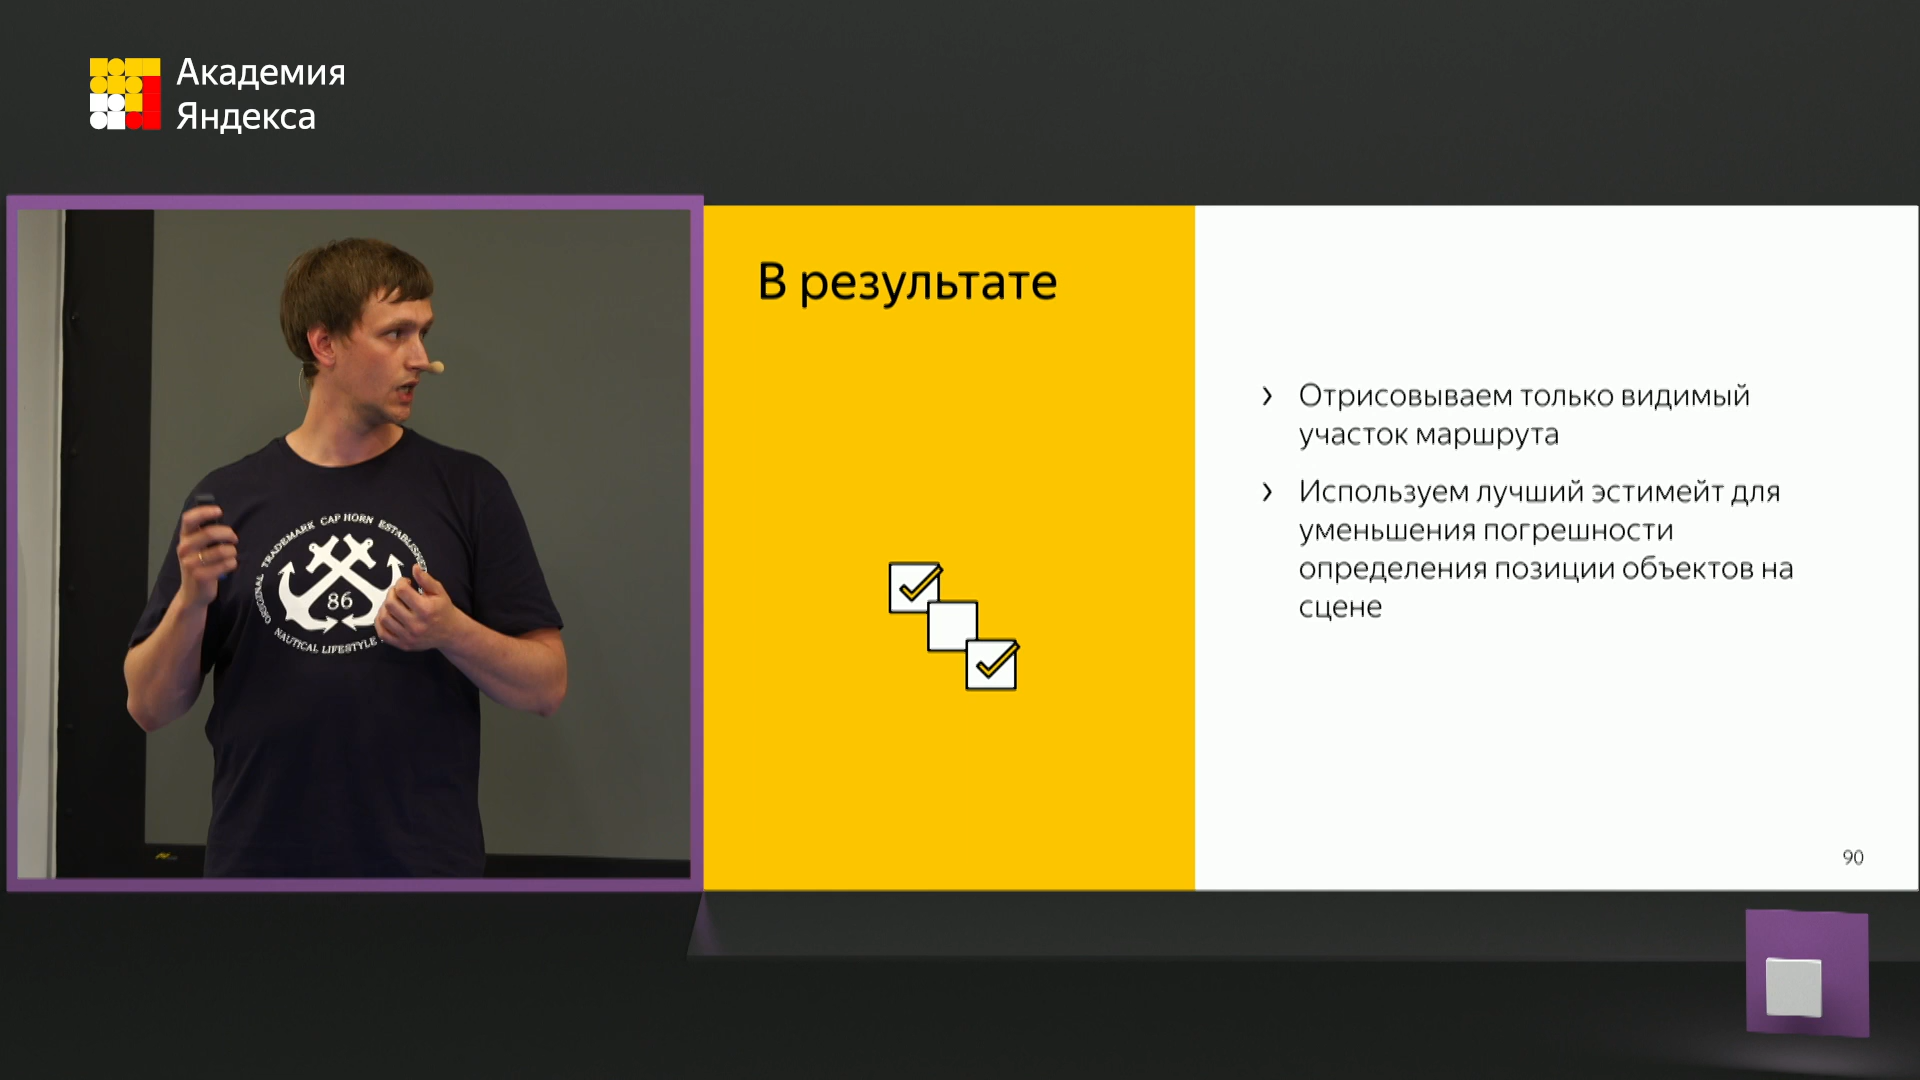 Академия
Яндекса
ORIGINAL TRADEMARK CAP HORN ESTABLISHED
86
NAUTICAL LIFESTYLE
В результате
› Отрисовываем только видимый
участок маршрута
› Используем лучший эстимейт для
уменьшения погрешности
определения позиции объектов на
сцене
90